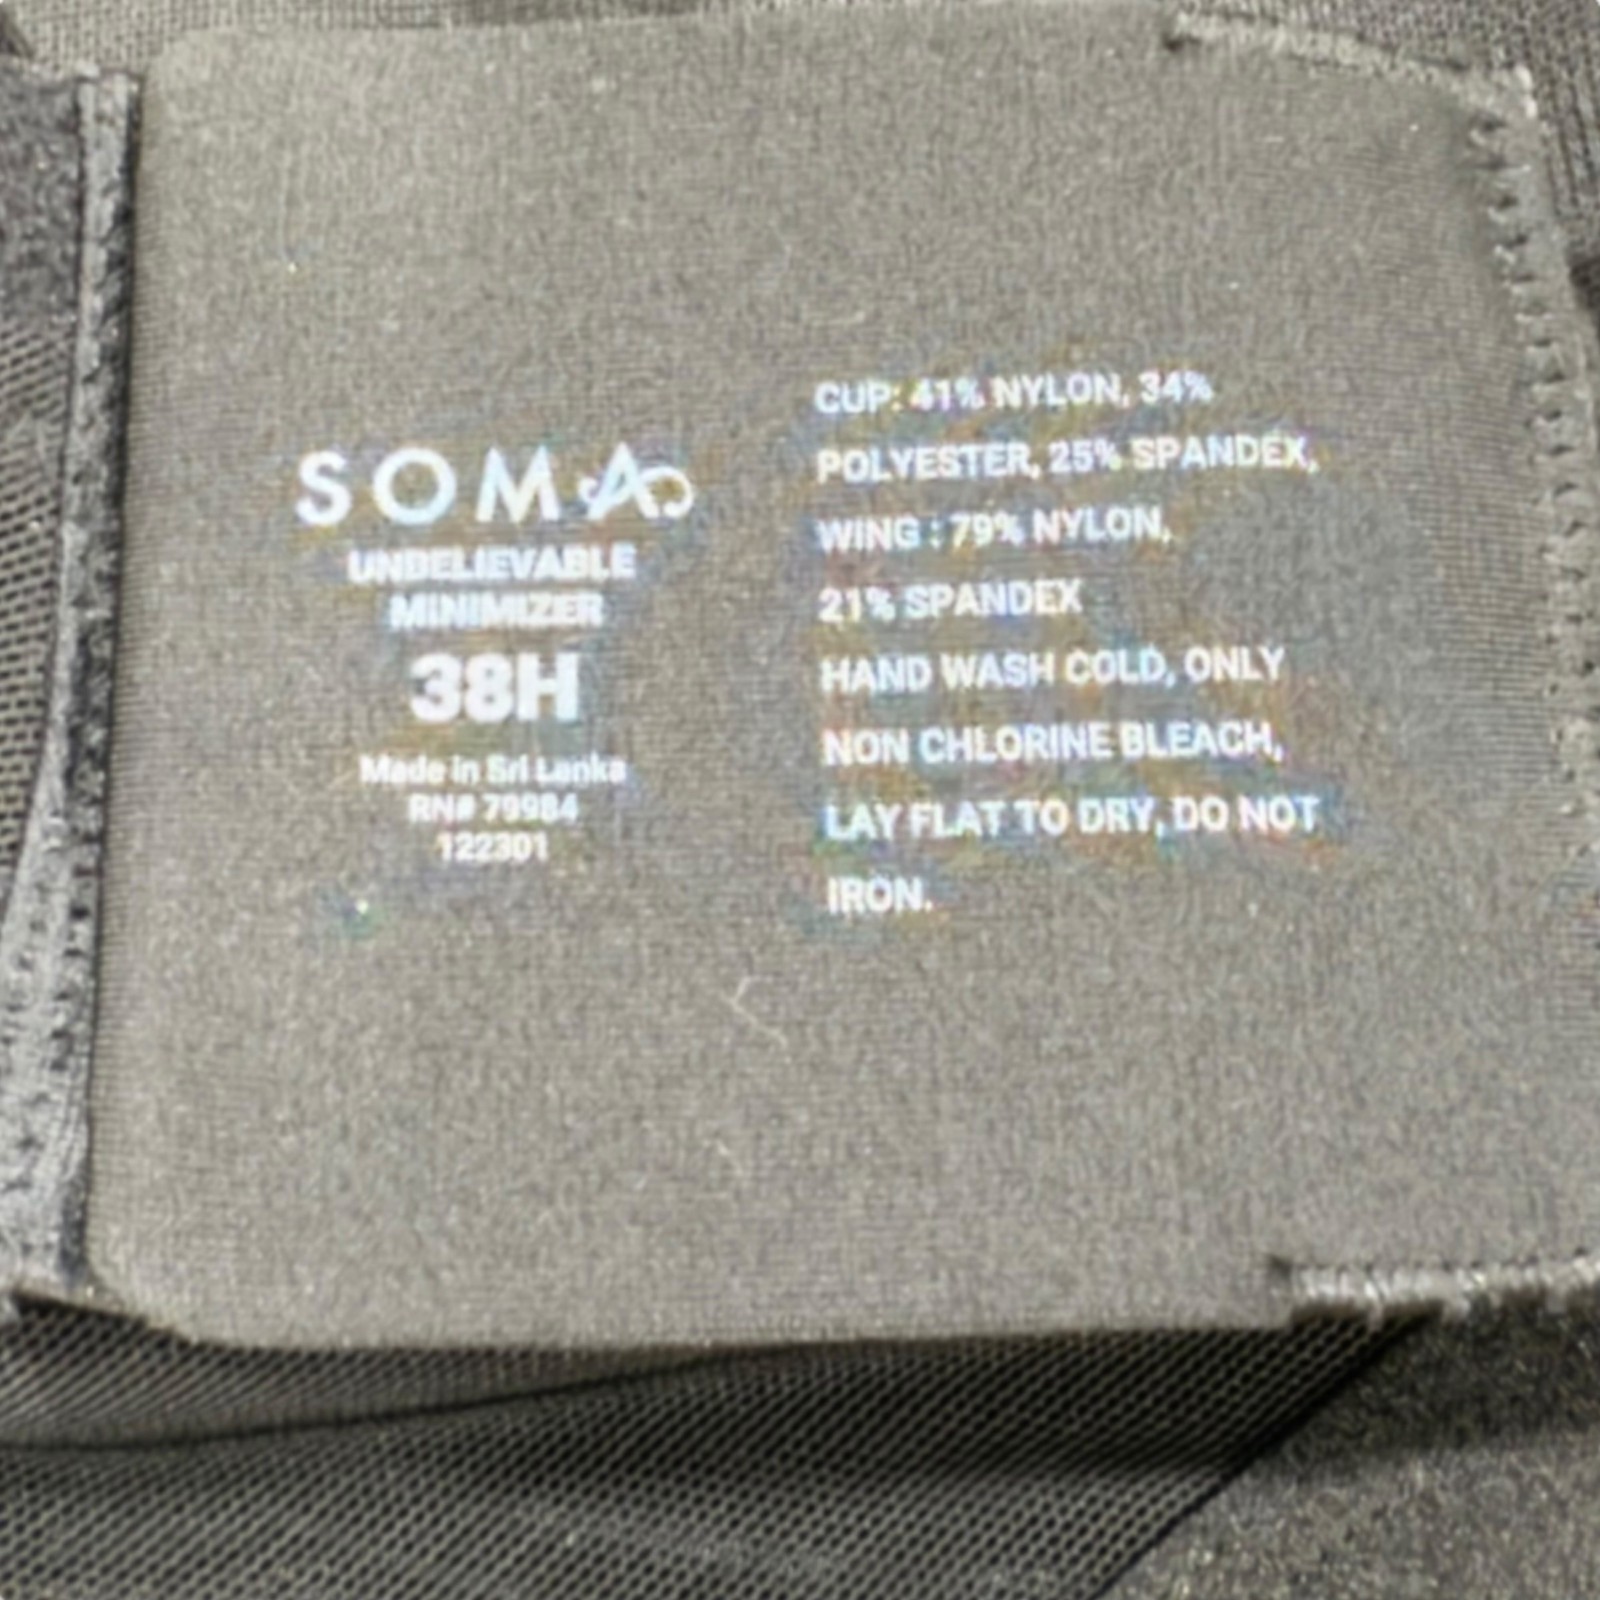 SOMA
UNBELIEVABLE
MINIMIZER
38H
Made in Sri Lanka
RN# 79984
122301
CUP: 41% NYLON, 34%
POLYESTER, 25% SPANDEX,
WING : 79% NYLON,
21% SPANDEX
HAND WASH COLD, ONLY
NON CHLORINE BLEACH,
LAY FLAT TO DRY, DO NOT
IRON.